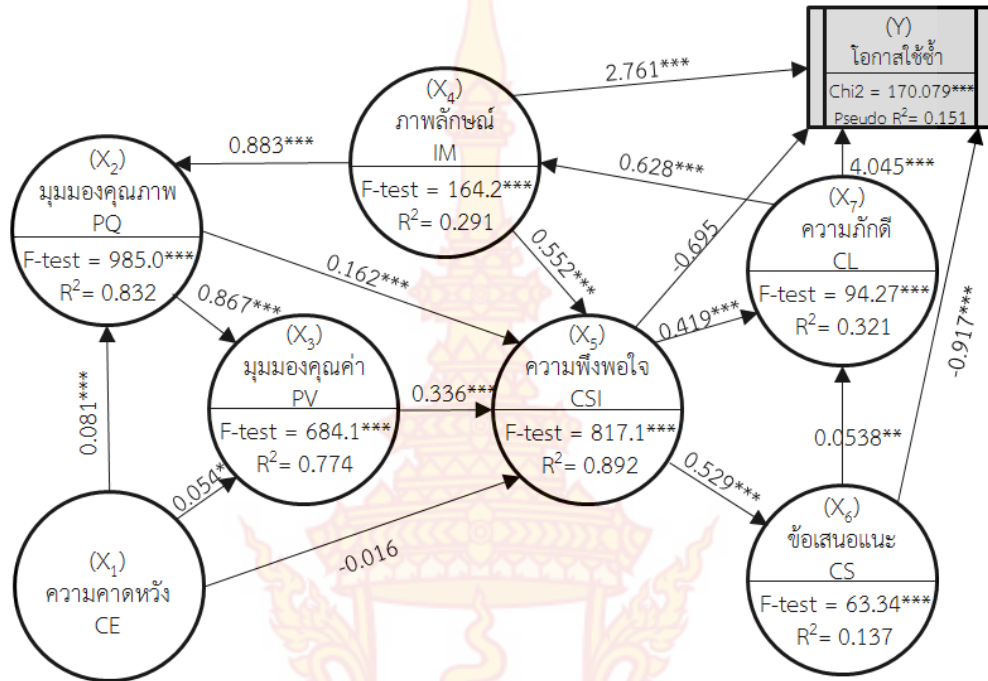 (Y)
โอกาสใช้ซ้ำ
Chi2 = 170.079***
Pseudo R²= 0.151
2.761***
(X₄)
ภาพลักษณ์
IM
F-test = 164.2***
R²= 0.291
0.883***
0.628***
4.045***
(X₂)
มุมมองคุณภาพ
PQ
F-test = 985.0***
R²= 0.832
(X₇)
ความภักดี
CL
F-test = 94.27***
R²= 0.321
0.162***
0.552***
-0.695
0.867***
0.419***
-0.917***
(X₃)
มุมมองคุณค่า
PV
F-test = 684.1***
R²= 0.774
0.336***
(X₅)
ความพึงพอใจ
CSI
F-test = 817.1***
R²= 0.892
0.081***
0.054*
-0.016
0.529***
0.0538**
(X₁)
ความคาดหวัง
CE
(X₆)
ข้อเสนอแนะ
CS
F-test = 63.34***
R²= 0.137